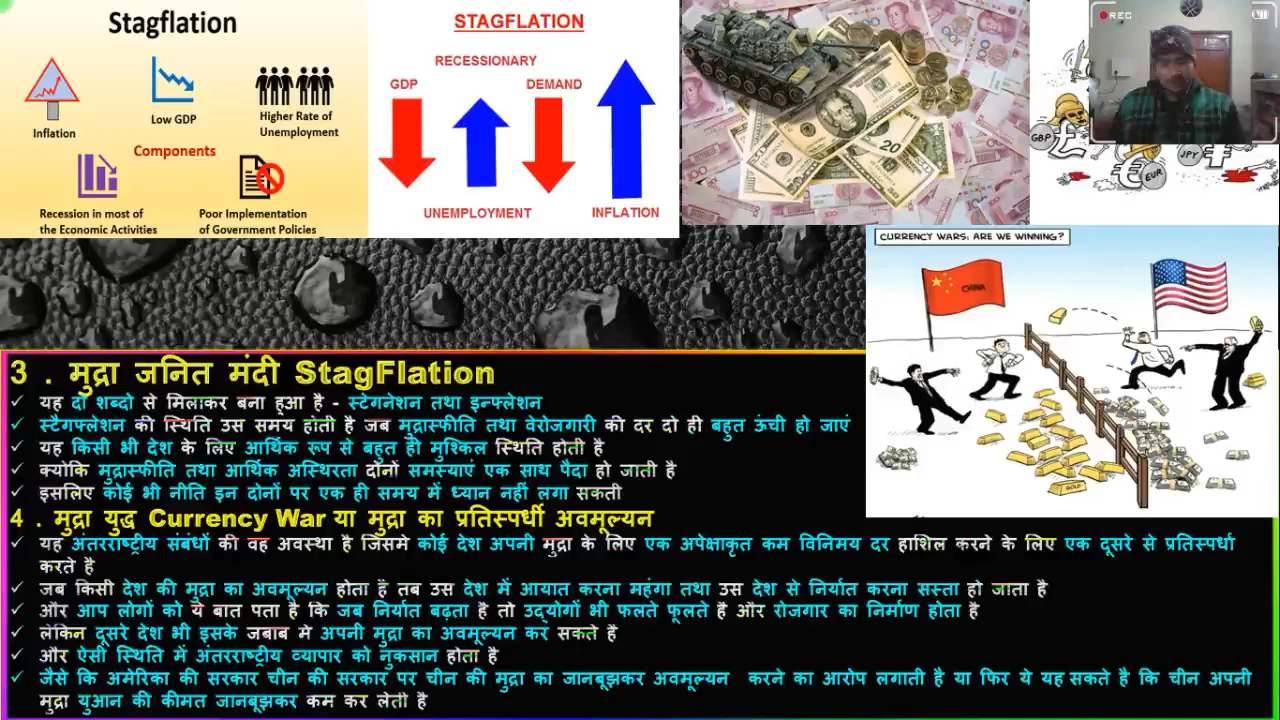 Stagflation
Inflation
Low GDP
Higher Rate of
Unemployment
Components
Recession in most of
the Economic Activities
Poor Implementation
of Government Policies
STAGFLATION
RECESSIONARY
GDP
DEMAND
UNEMPLOYMENT
INFLATION
20
REC
GBP
£
€
EUR
JPY
¥
CURRENCY WARS: ARE WE WINNING?
CHINA
GOLD
3 . मुद्रा जनित मंदी StagFlation
यह दो शब्दो से मिलाकर बना हुआ है - स्टेगनेशन तथा इन्फ्लेशन
स्टैगफ्लेशन की स्थिति उस समय होती है जब मुद्रास्फीति तथा वेरोजगारी की दर दो ही बहुत ऊंची हो जाएं
यह किसी भी देश के लिए आर्थिक रूप से बहुत ही मुश्किल स्थिति होती है
क्योकि मुद्रास्फीति तथा आर्थिक अस्थिरता दोनों समस्याएं एक साथ पैदा हो जाती है
इसलिए कोई भी नीति इन दोनों पर एक ही समय में ध्यान नहीं लगा सकती
4 . मुद्रा युद्ध Currency War या मुद्रा का प्रतिस्पर्धी अवमूल्यन
यह अंतरराष्ट्रीय संबंधों की वह अवस्था है जिसमे कोई देश अपनी मुद्रा के लिए एक अपेक्षाकृत कम विनिमय दर हाशिल करने के लिए एक दूसरे से प्रतिस्पर्धा
करते है
जब किसी देश की मुद्रा का अवमूल्यन होता है तब उस देश में आयात करना महंगा तथा उस देश से निर्यात करना सस्ता हो जाता है
और आप लोगों को ये बात पता है कि जब निर्यात बढ़ता है तो उद्योगों भी फलते फूलते है और रोजगार का निर्माण होता है
लेकिन दूसरे देश भी इसके जबाब मे अपनी मुद्रा का अवमूल्यन कर सकते है
और ऐसी स्थिति में अंतरराष्ट्रीय व्यापार को नुकसान होता है
जैसे कि अमेरिका की सरकार चीन की सरकार पर चीन की मुद्रा का जानबूझकर अवमूल्यन करने का आरोप लगाती है या फिर ये यह सकते है कि चीन अपनी
मुद्रा युआन की कीमत जानबूझकर कम कर लेती है